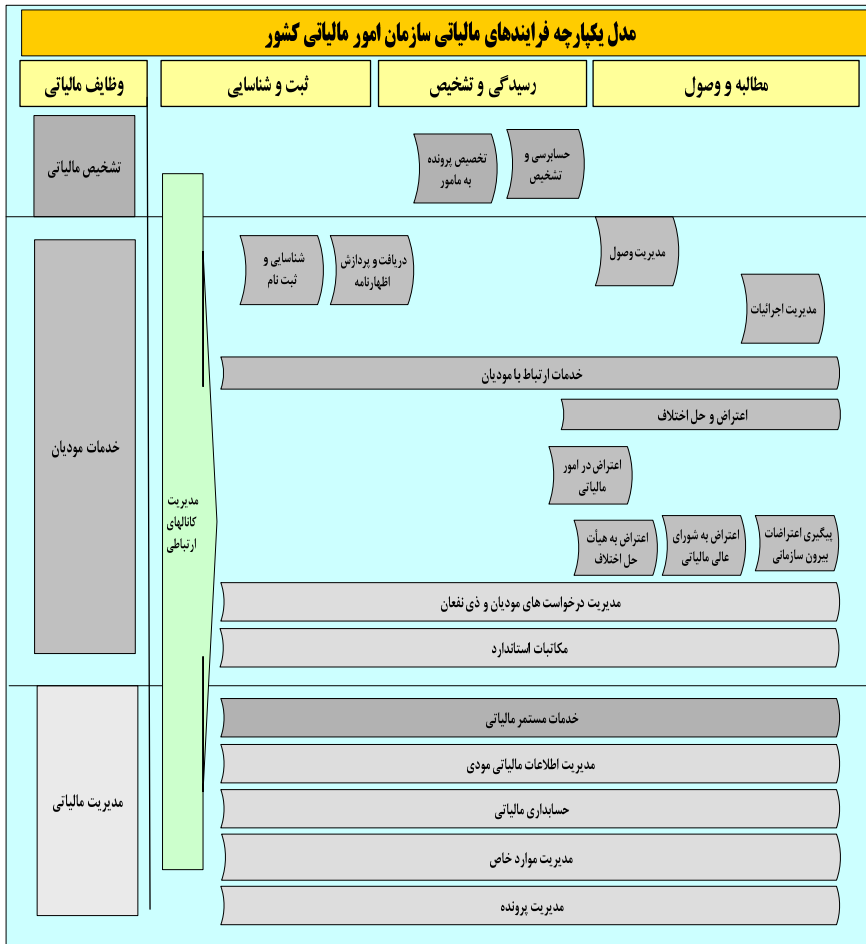 مدل یکپارچه فرایندهای مالیاتی سازمان امور مالیاتی کشور
وظایف مالیاتی
ثبت و شناسایی
رسیدگی و تشخیص
مطالبه و وصول
تشخیص مالیاتی
تخصیص پرونده
به مامور
حسابرسی و
تشخیص
خدمات مودیان
شناسایی و
ثبت نام
دریافت و پردازش
اظهارنامه
مدیریت وصول
مدیریت اجرائیات
خدمات ارتباط با مودیان
اعتراض و حل اختلاف
اعتراض در امور
مالیاتی
اعتراض به هیأت
حل اختلاف
اعتراض به شورای
عالی مالیاتی
پیگیری اعتراضات
بیرون سازمانی
مدیریت
کانالهای
ارتباطی
مدیریت درخواست های مودیان و ذی نفعان
مکاتبات استاندارد
مدیریت مالیاتی
خدمات مستمر مالیاتی
مدیریت اطلاعات مالیاتی مودی
حسابداری مالیاتی
مدیریت موارد خاص
مدیریت پرونده